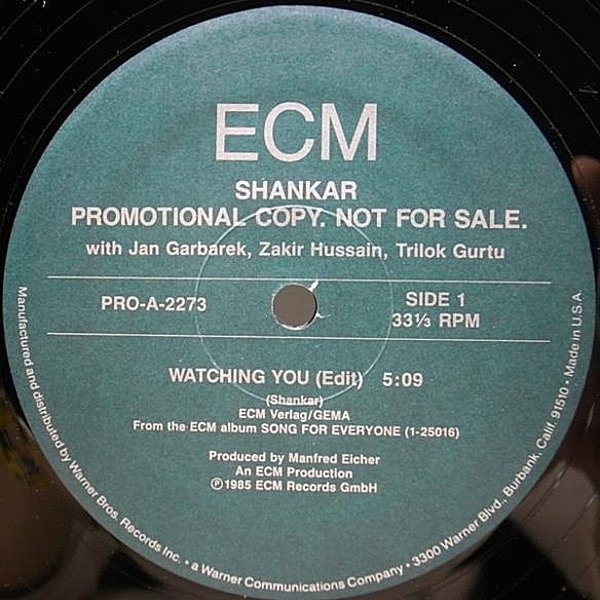 ECM
SHANKAR
PROMOTIONAL COPY. NOT FOR SALE.
with Jan Garbarek, Zakir Hussain, Trilok Gurtu
PRO-A-2273
SIDE 1
33⅓ RPM
WATCHING YOU (Edit) 5:09
(Shankar)
ECM Verlag/GEMA
From the ECM album SONG FOR EVERYONE (1-25016)
Produced by Manfred Eicher
An ECM Production
℗1985 ECM Records GmbH
Manufactured and distributed by Warner Bros. Records Inc. • a Warner Communications Company • 3300 Warner Blvd., Burbank, Calif. 91510 • Made in U.S.A.